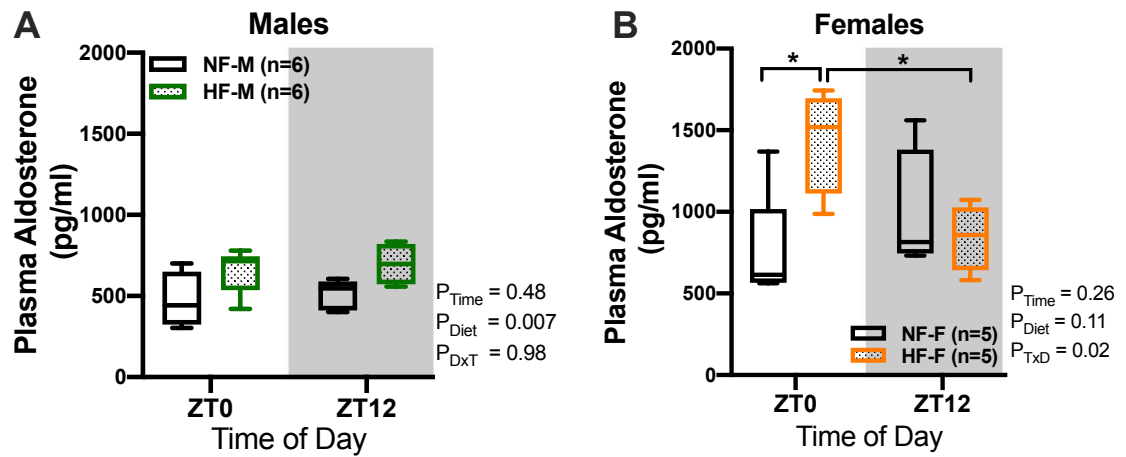 A
Males
Plasma Aldosterone
(pg/ml)
2000
1500
1000
500
0
NF-M (n=6)
HF-M (n=6)
P_Time = 0.48
P_Diet = 0.007
P_DxT = 0.98
ZT0
ZT12
Time of Day
B
Females
Plasma Aldosterone
(pg/ml)
2000
1500
1000
500
0
*
*
NF-F (n=5)
HF-F (n=5)
P_Time = 0.26
P_Diet = 0.11
P_TxD = 0.02
ZT0
ZT12
Time of Day